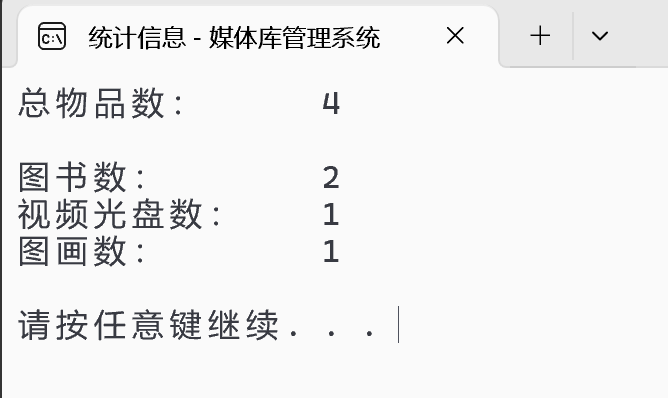 统计信息 - 媒体库管理系统
总物品数: 4
图书数: 2
视频光盘数: 1
图画数: 1
请按任意键继续. . .